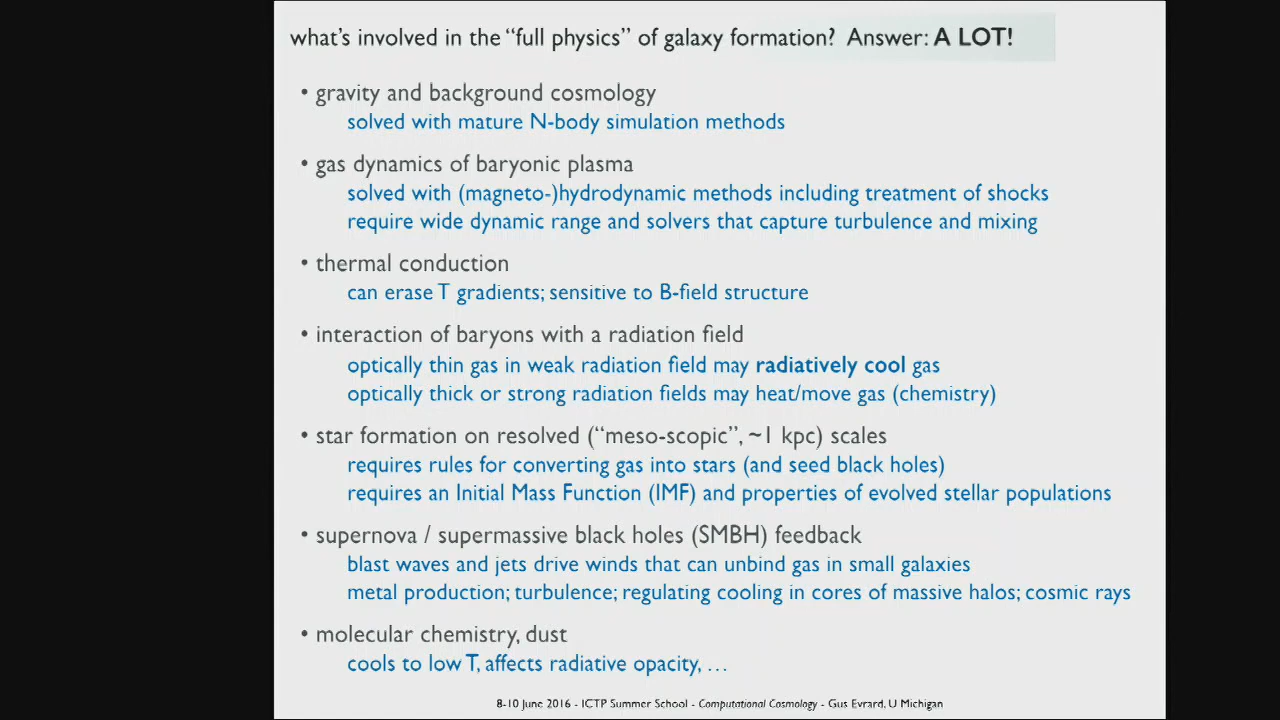 what's involved in the "full physics" of galaxy formation? Answer: A LOT!
• gravity and background cosmology
solved with mature N-body simulation methods
• gas dynamics of baryonic plasma
solved with (magneto-)hydrodynamic methods including treatment of shocks
require wide dynamic range and solvers that capture turbulence and mixing
• thermal conduction
can erase T gradients; sensitive to B-field structure
• interaction of baryons with a radiation field
optically thin gas in weak radiation field may radiatively cool gas
optically thick or strong radiation fields may heat/move gas (chemistry)
• star formation on resolved ("meso-scopic", ~1 kpc) scales
requires rules for converting gas into stars (and seed black holes)
requires an Initial Mass Function (IMF) and properties of evolved stellar populations
• supernova / supermassive black holes (SMBH) feedback
blast waves and jets drive winds that can unbind gas in small galaxies
metal production; turbulence; regulating cooling in cores of massive halos; cosmic rays
• molecular chemistry, dust
cools to low T, affects radiative opacity, …
8-10 June 2016 - ICTP Summer School - Computational Cosmology - Gus Evrard, U Michigan